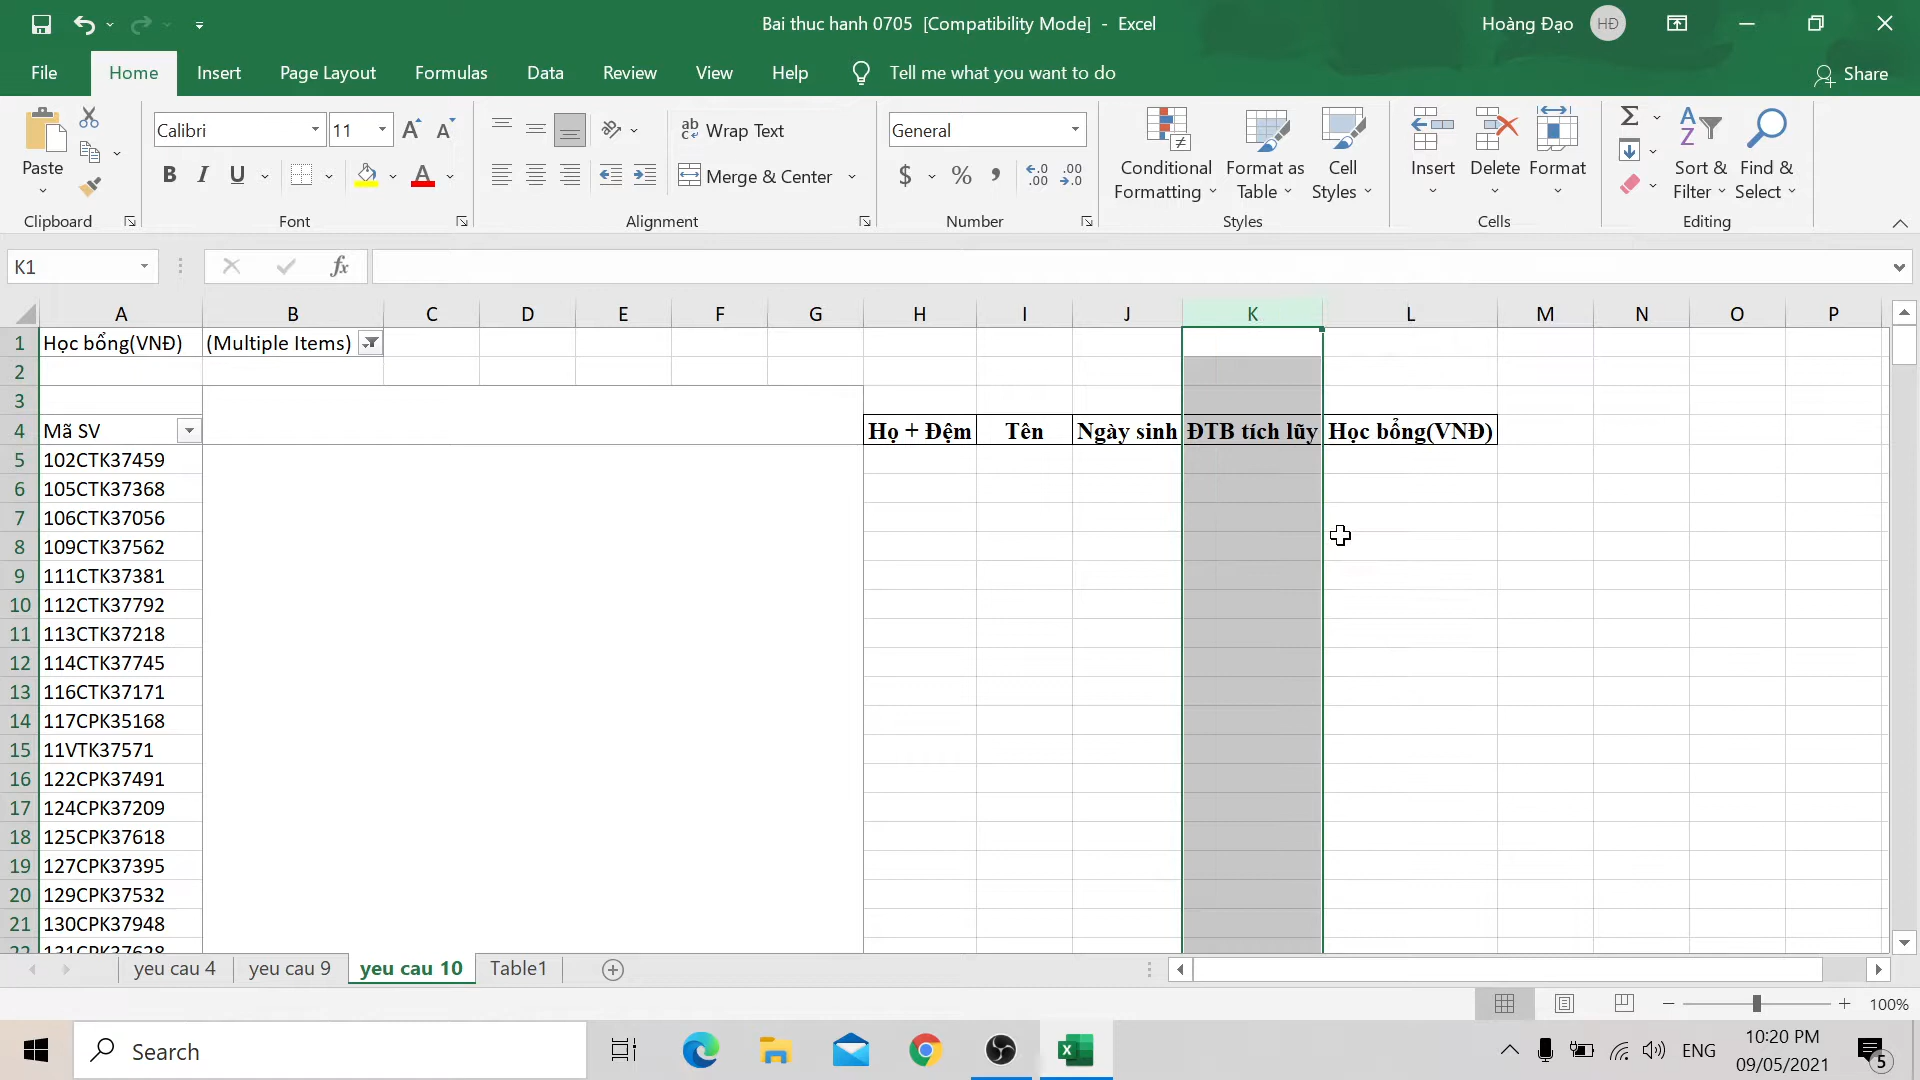 Bai thuc hanh 0705 [Compatibility Mode] - Excel
Hoàng Đạo HĐ
File Home Insert Page Layout Formulas Data Review View Help Tell me what you want to do Share
Paste
Clipboard
Calibri 11
B I U A
Font
ab Wrap Text
Merge & Center
Alignment
General
$ % ,
Number
Conditional Formatting
Format as Table
Cell Styles
Styles
Insert Delete Format
Cells
Sort & Filter
Find & Select
Editing
K1 fx
A B C D E F G H I J K L M N O P
1 Học bổng(VNĐ) (Multiple Items)
2
3
4 Mã SV Họ + Đệm Tên Ngày sinh ĐTB tích lũy Học bổng(VNĐ)
5 102CTK37459
6 105CTK37368
7 106CTK37056
8 109CTK37562
9 111CTK37381
10 112CTK37792
11 113CTK37218
12 114CTK37745
13 116CTK37171
14 117CPK35168
15 11VTK37571
16 122CPK37491
17 124CPK37209
18 125CPK37618
19 127CPK37395
20 129CPK37532
21 130CPK37948
22 131CPK37628
yeu cau 4 yeu cau 9 yeu cau 10 Table1
100%
Search
ENG
10:20 PM
09/05/2021
5